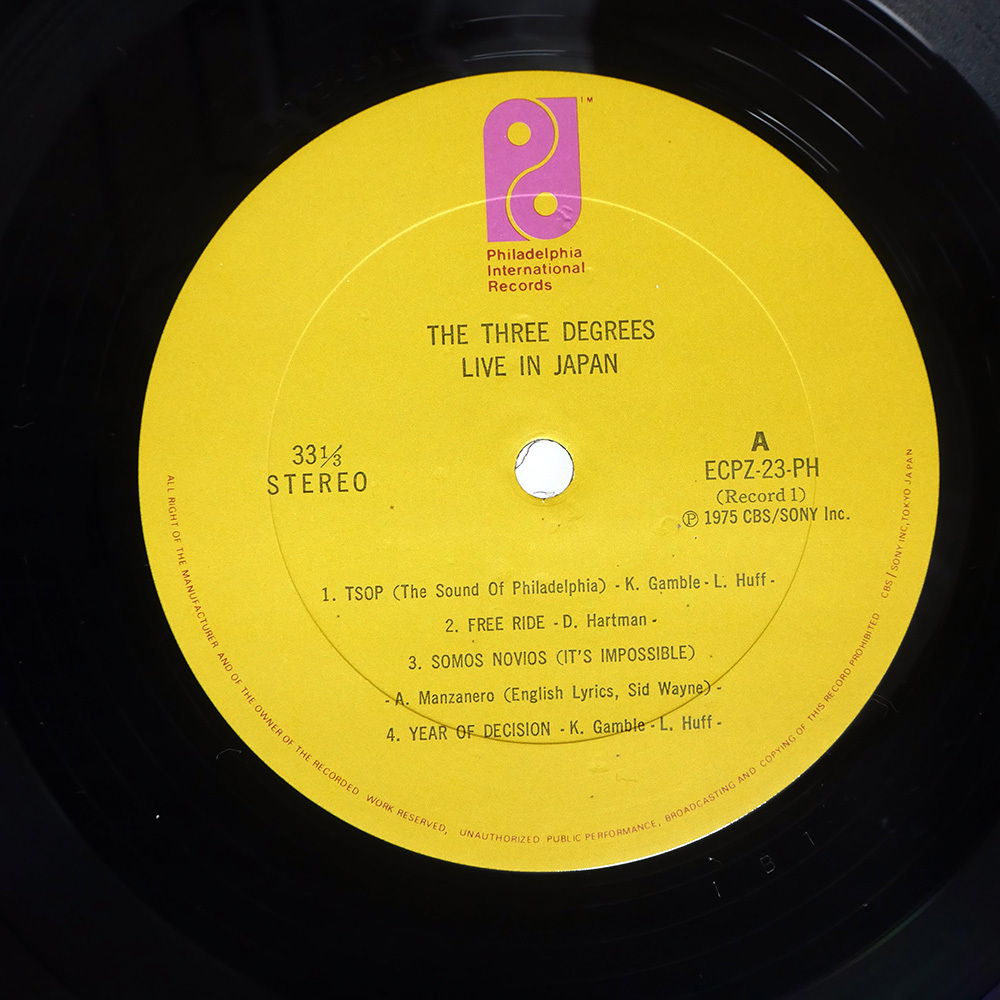 TM
Philadelphia
International
Records
THE THREE DEGREES
LIVE IN JAPAN
33⅓
STEREO
A
ECPZ-23-PH
(Record 1)
Ⓟ 1975 CBS/SONY Inc.
1. TSOP (The Sound Of Philadelphia) - K. Gamble - L. Huff -
2. FREE RIDE - D. Hartman -
3. SOMOS NOVIOS (IT'S IMPOSSIBLE)
- A. Manzanero (English Lyrics, Sid Wayne) -
4. YEAR OF DECISION - K. Gamble - L. Huff -
ALL RIGHT OF THE MANUFACTURER AND OF THE OWNER OF THE RECORDED WORK RESERVED, UNAUTHORIZED PUBLIC PERFORMANCE, BROADCASTING AND COPYING OF THIS RECORD PROHIBITED CBS / SONY INC, TOKYO JAPAN